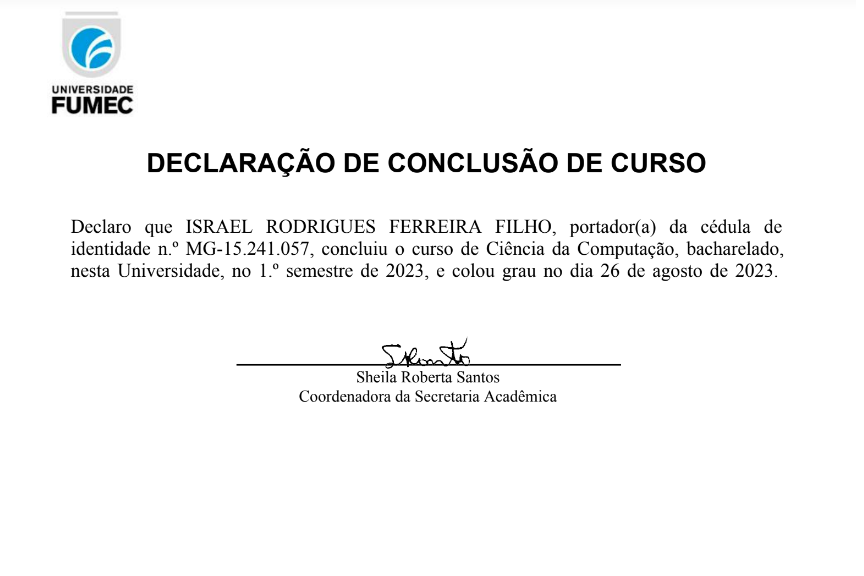 UNIVERSIDADE
FUMEC
DECLARAÇÃO DE CONCLUSÃO DE CURSO
Declaro que ISRAEL RODRIGUES FERREIRA FILHO, portador(a) da cédula de
identidade n.º MG-15.241.057, concluiu o curso de Ciência da Computação, bacharelado,
nesta Universidade, no 1.º semestre de 2023, e colou grau no dia 26 de agosto de 2023.
Sheila Roberta Santos
Coordenadora da Secretaria Acadêmica